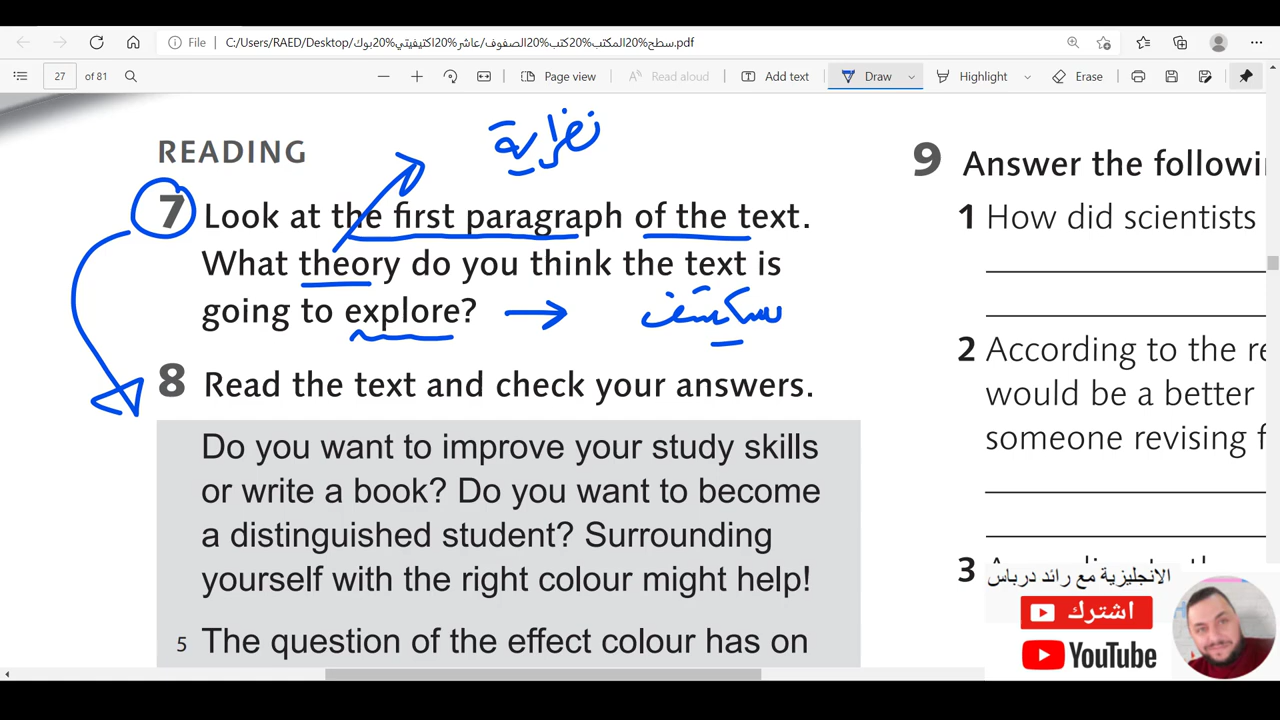 File
C:/Users/RAED/Desktop/سطح%20المكتب%20كتب%20الصفوف/عاشر%20اكتيفيتي%20بوك.pdf
27 of 81
Page view
Read aloud
Add text
Draw
Highlight
Erase
READING
نظرية
7 Look at the first paragraph of the text.
What theory do you think the text is
going to explore?
8 Read the text and check your answers.
Do you want to improve your study skills
or write a book? Do you want to become
a distinguished student? Surrounding
yourself with the right colour might help!
5 The question of the effect colour has on
9 Answer the followi
1 How did scientists
2 According to the re
would be a better
someone revising f
3
الانجليزية مع رائد درباس
اشترك
YouTube